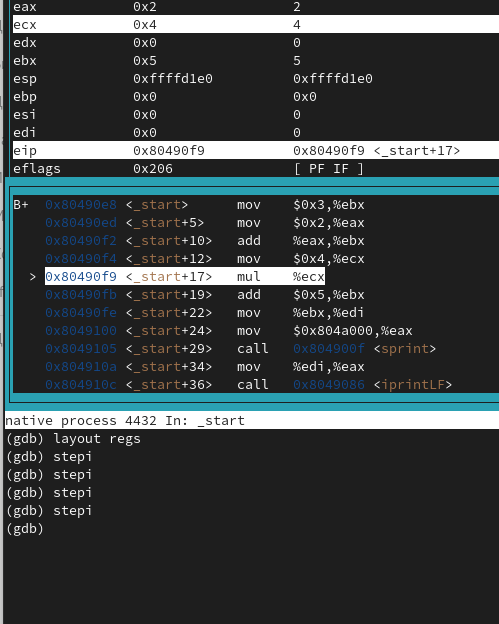 eax 0x2 2
ecx 0x4 4
edx 0x0 0
ebx 0x5 5
esp 0xffffd1e0 0xffffd1e0
ebp 0x0 0x0
esi 0x0 0
edi 0x0 0
eip 0x80490f9 0x80490f9 <_start+17>
eflags 0x206 [ PF IF ]
B+ 0x80490e8 <_start> mov $0x3,%ebx
0x80490ed <_start+5> mov $0x2,%eax
0x80490f2 <_start+10> add %eax,%ebx
0x80490f4 <_start+12> mov $0x4,%ecx
> 0x80490f9 <_start+17> mul %ecx
0x80490fb <_start+19> add $0x5,%ebx
0x80490fe <_start+22> mov %ebx,%edi
0x8049100 <_start+24> mov $0x804a000,%eax
0x8049105 <_start+29> call 0x804900f <sprint>
0x804910a <_start+34> mov %edi,%eax
0x804910c <_start+36> call 0x8049086 <iprintLF>
native process 4432 In: _start
(gdb) layout regs
(gdb) stepi
(gdb) stepi
(gdb) stepi
(gdb) stepi
(gdb)